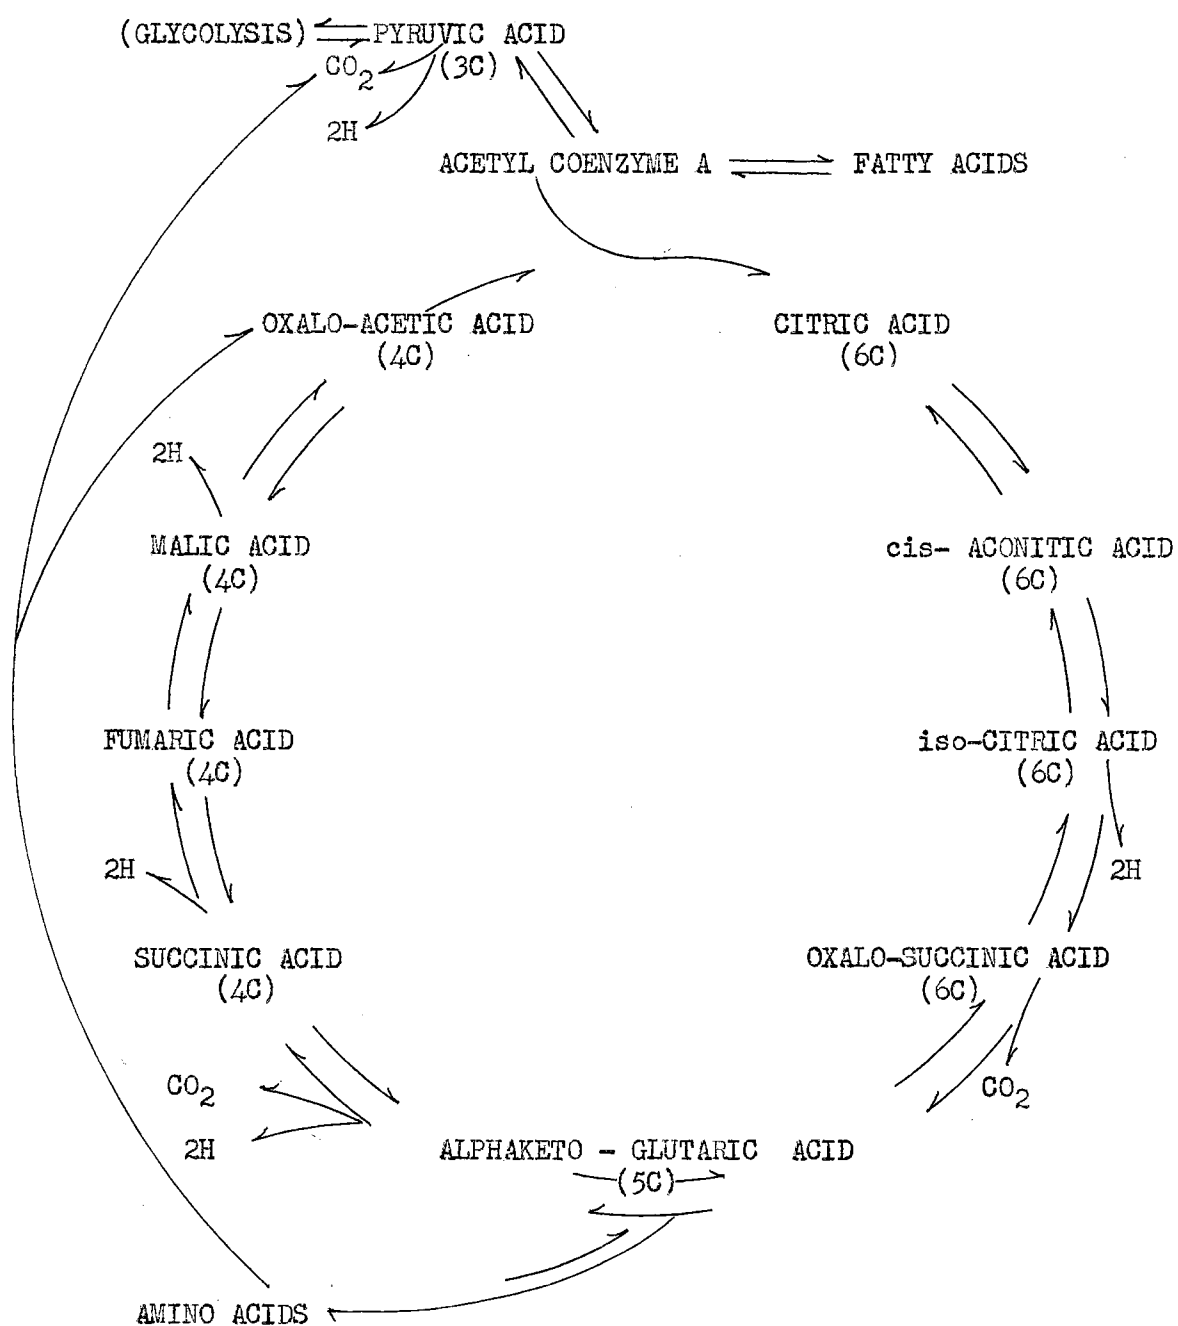 (GLYCOLYSIS) PYRUVIC ACID
CO2 (3C)
2H
ACETYL COENZYME A FATTY ACIDS
OXALO-ACETIC ACID CITRIC ACID
(4C) (6C)
2H
MALIC ACID cis- ACONITIC ACID
(4C) (6C)
FUMARIC ACID iso-CITRIC ACID
(4C) (6C)
2H 2H
SUCCINIC ACID OXALO-SUCCINIC ACID
(4C) (6C)
CO2 CO2
2H ALPHAKETO - GLUTARIC ACID
(5C)
AMINO ACIDS